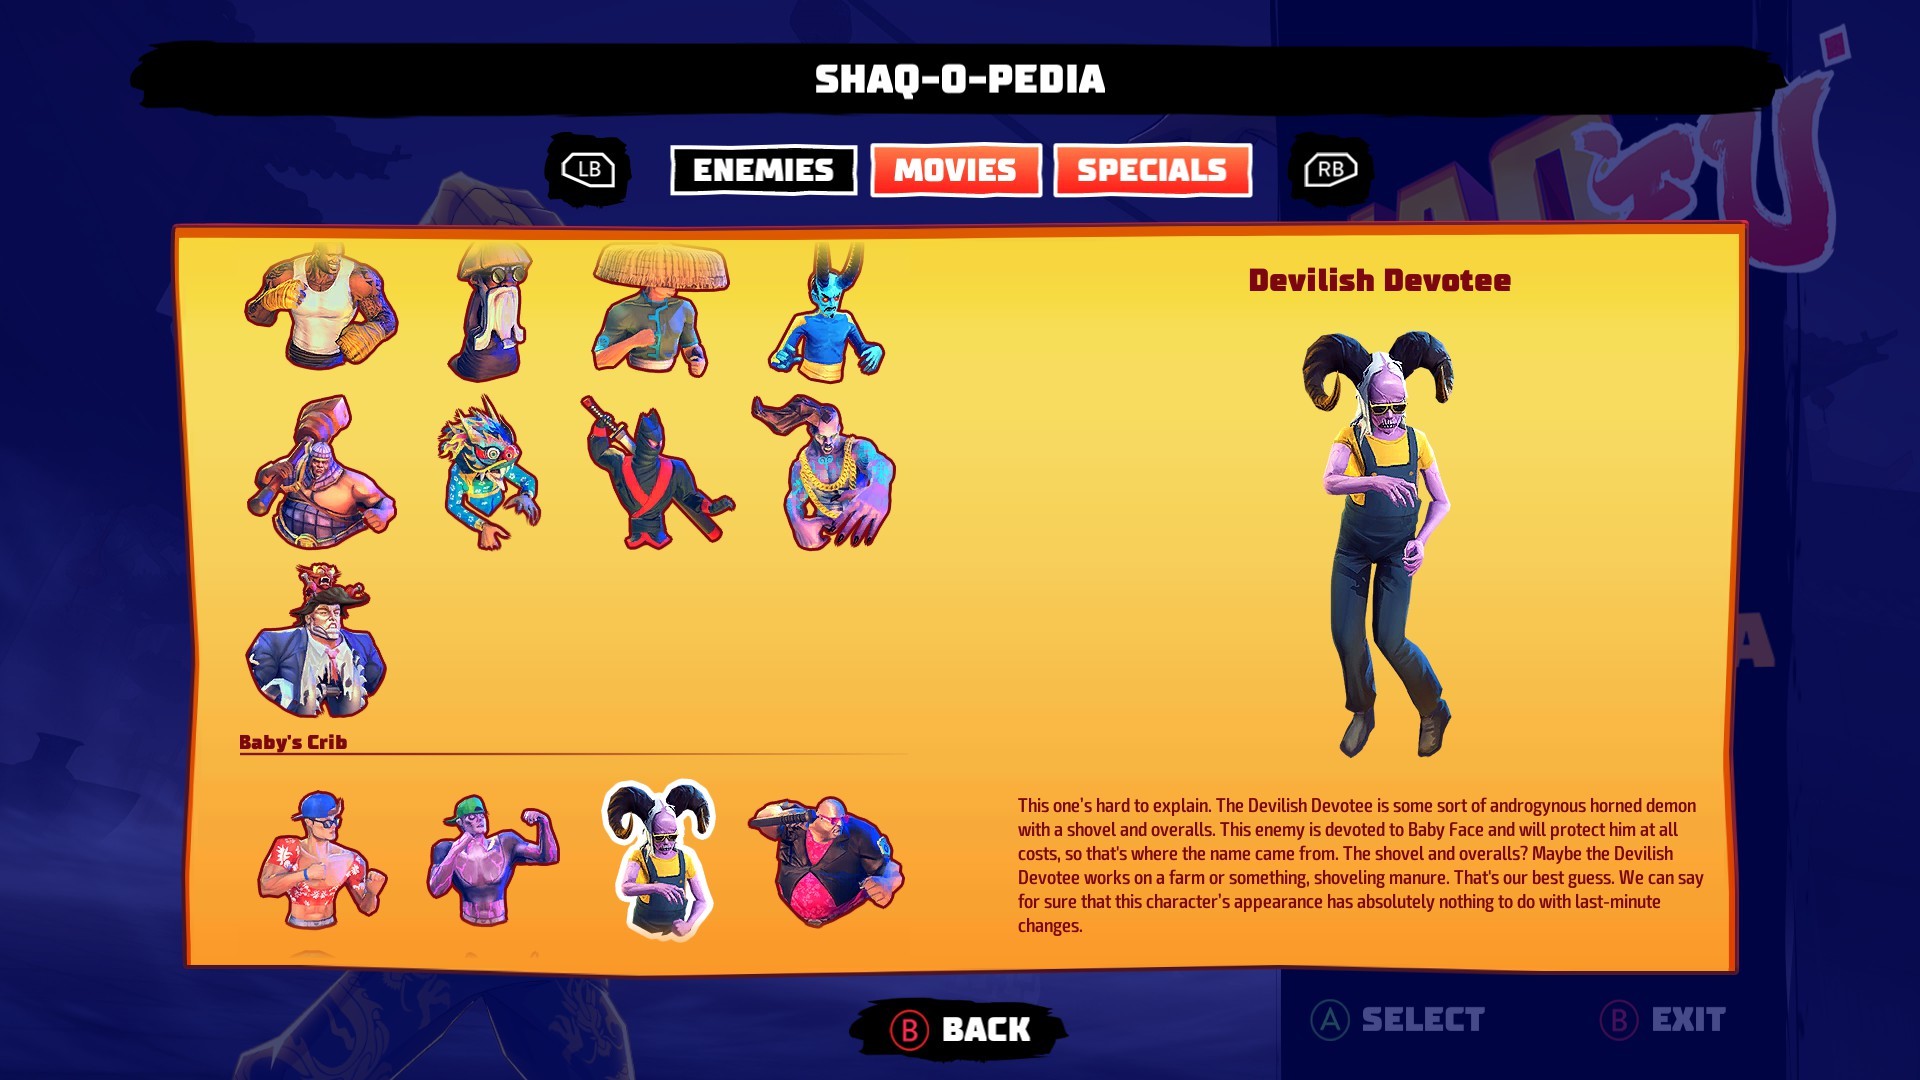 SHAQ-O-PEDIA
LB
ENEMIES
MOVIES
SPECIALS
RB
Devilish Devotee
Baby's Crib
This one's hard to explain. The Devilish Devotee is some sort of androgynous horned demon
with a shovel and overalls. This enemy is devoted to Baby Face and will protect him at all
costs, so that's where the name came from. The shovel and overalls? Maybe the Devilish
Devotee works on a farm or something, shoveling manure. That's our best guess. We can say
for sure that this character's appearance has absolutely nothing to do with last-minute
changes.
B BACK
A SELECT
B EXIT